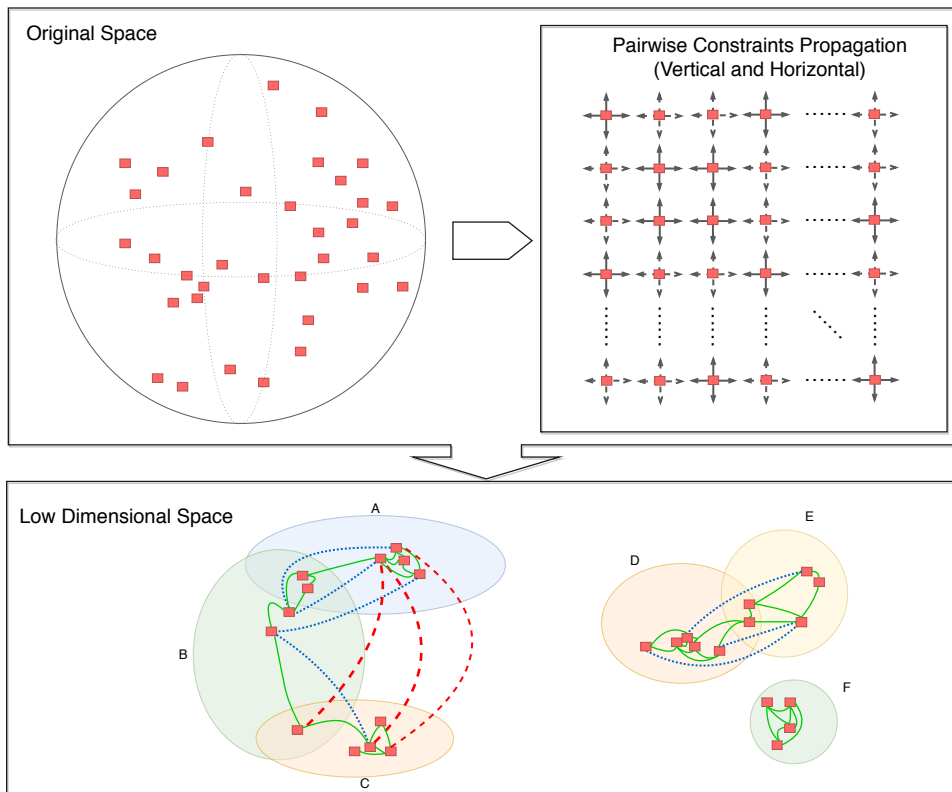 Original Space
Pairwise Constraints Propagation
(Vertical and Horizontal)
Low Dimensional Space
A
B
C
D
E
F